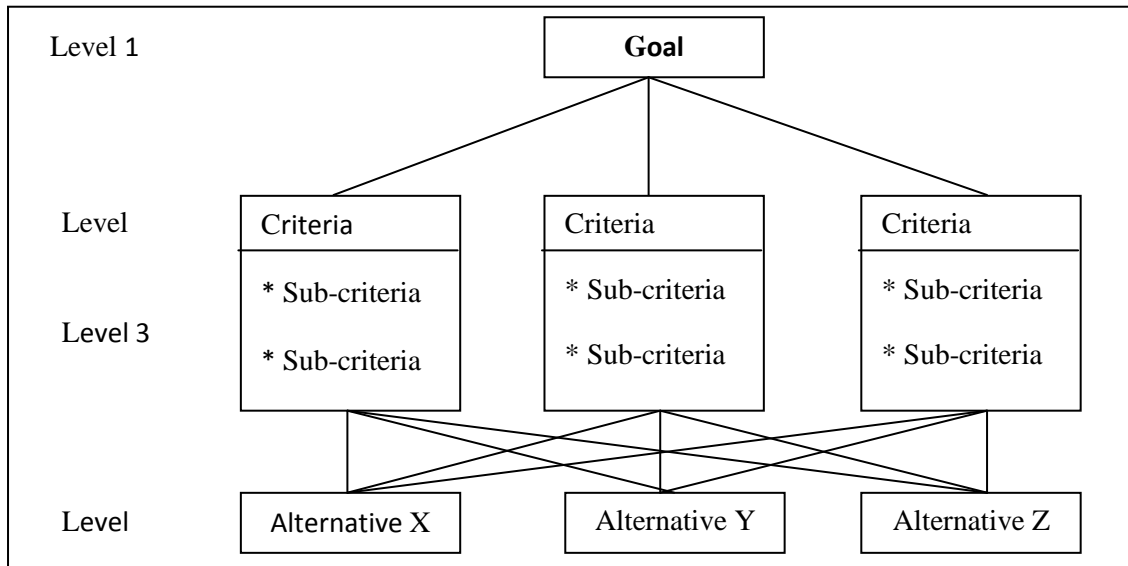 Level 1
Goal
Level
Criteria
Criteria
Criteria
* Sub-criteria
* Sub-criteria
* Sub-criteria
Level 3
* Sub-criteria
* Sub-criteria
* Sub-criteria
Level
Alternative X
Alternative Y
Alternative Z